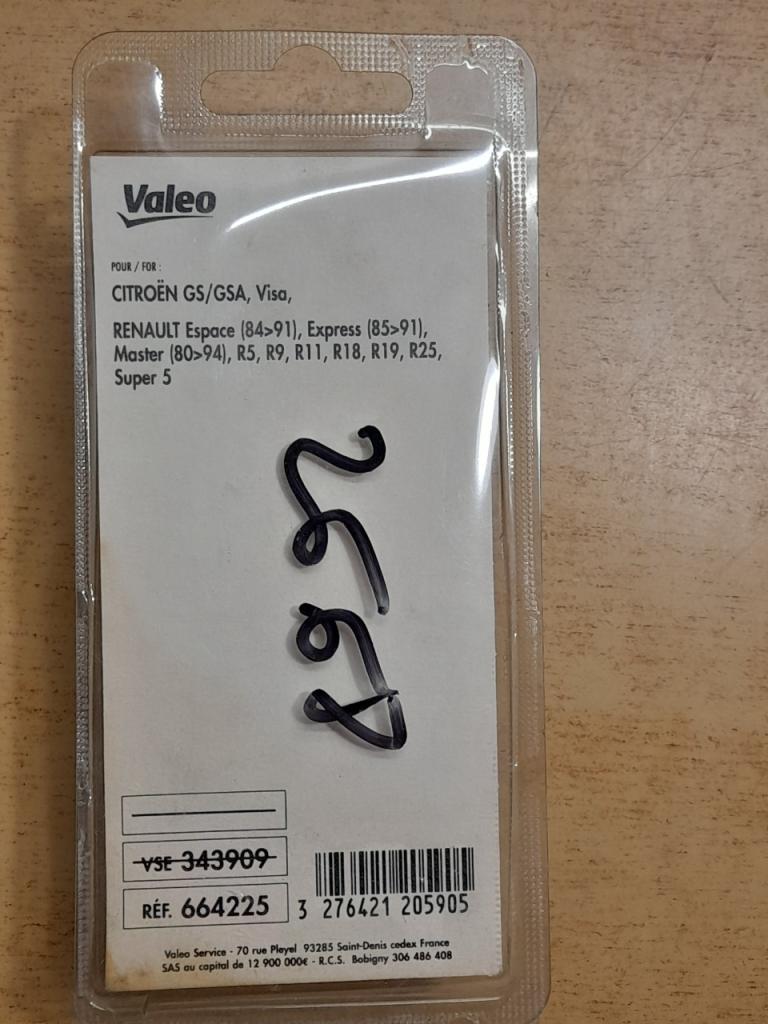 Valeo
POUR / FOR :
CITROËN GS/GSA, Visa,
RENAULT Espace (84>91), Express (85>91),
Master (80>94), R5, R9, R11, R18, R19, R25,
Super 5
VSE 343909
RÉF. 664225
3 276421 205905
Valeo Service - 70 rue Pleyel 93285 Saint-Denis cedex France
SAS au capital de 12 900 000€ - R.C.S. Bobigny 306 486 408